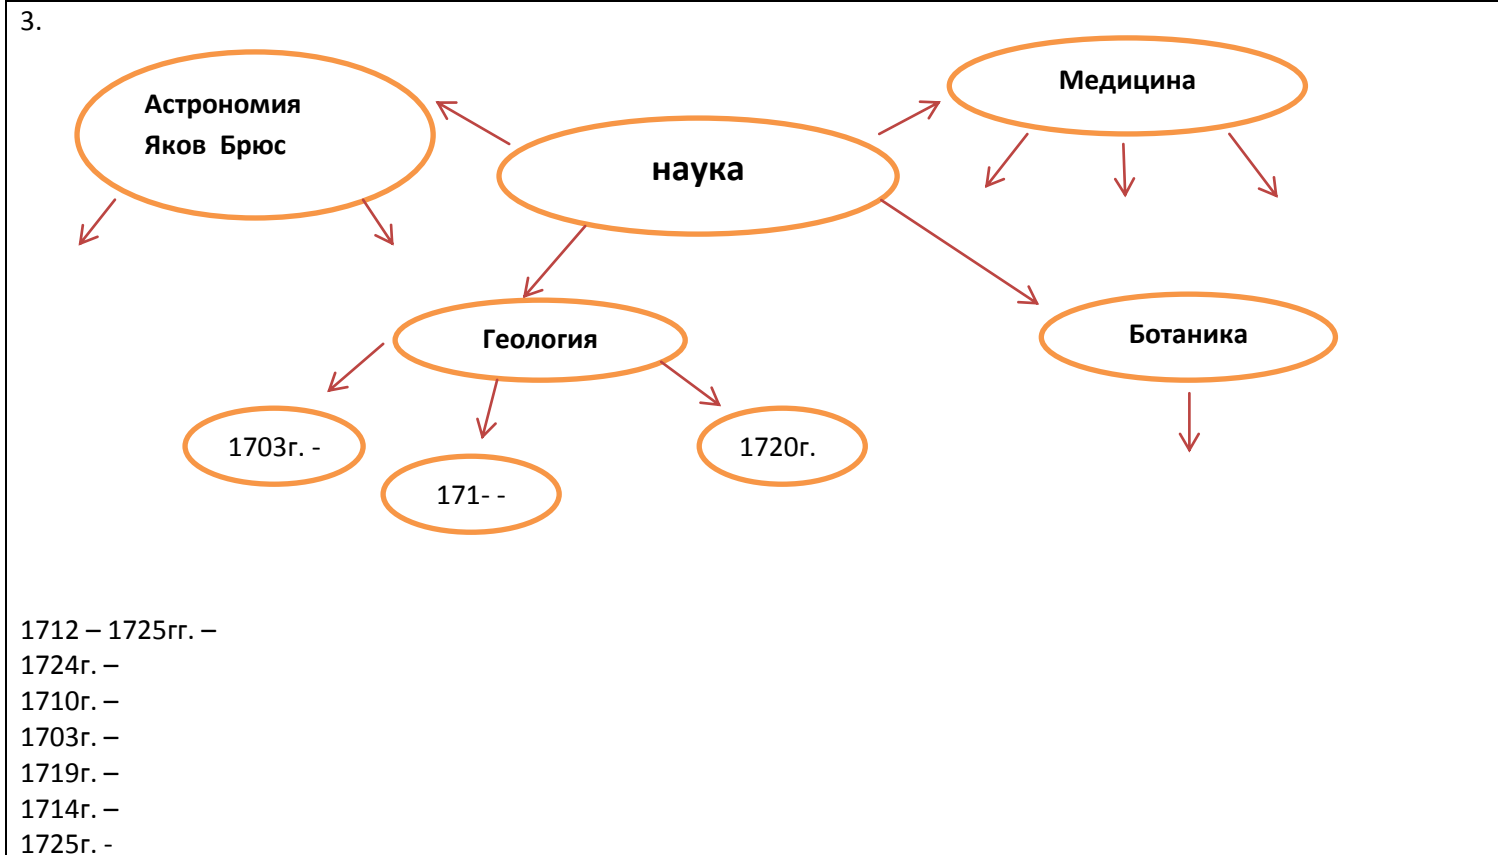 3.
Астрономия
Яков Брюс
Медицина
наука
Геология
Ботаника
1703г. -
171- -
1720г.
1712 – 1725гг. –
1724г. –
1710г. –
1703г. –
1719г. –
1714г. –
1725г. -